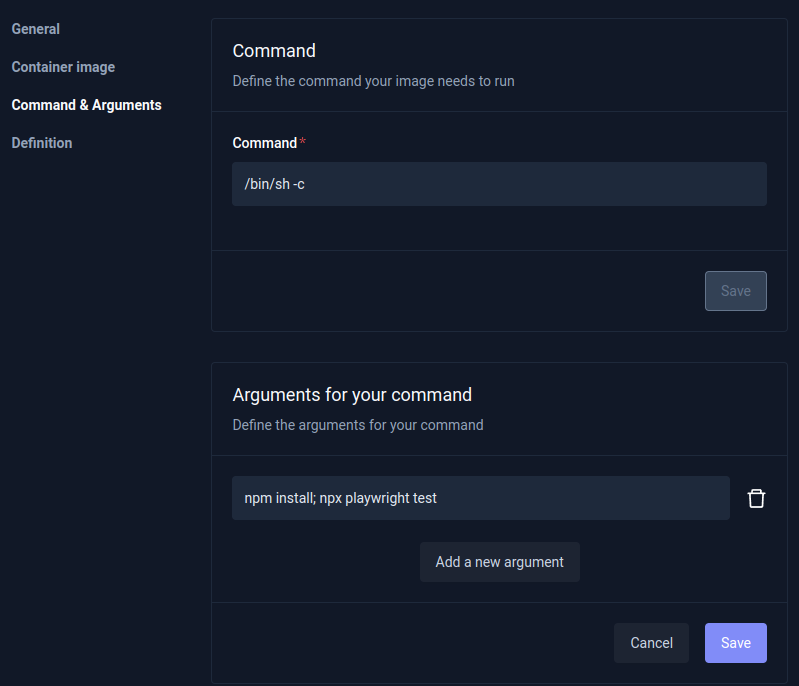 General
Container image
Command & Arguments
Definition
Command
Define the command your image needs to run
Command*
/bin/sh -c
Save
Arguments for your command
Define the arguments for your command
npm install; npx playwright test
Add a new argument
Cancel
Save